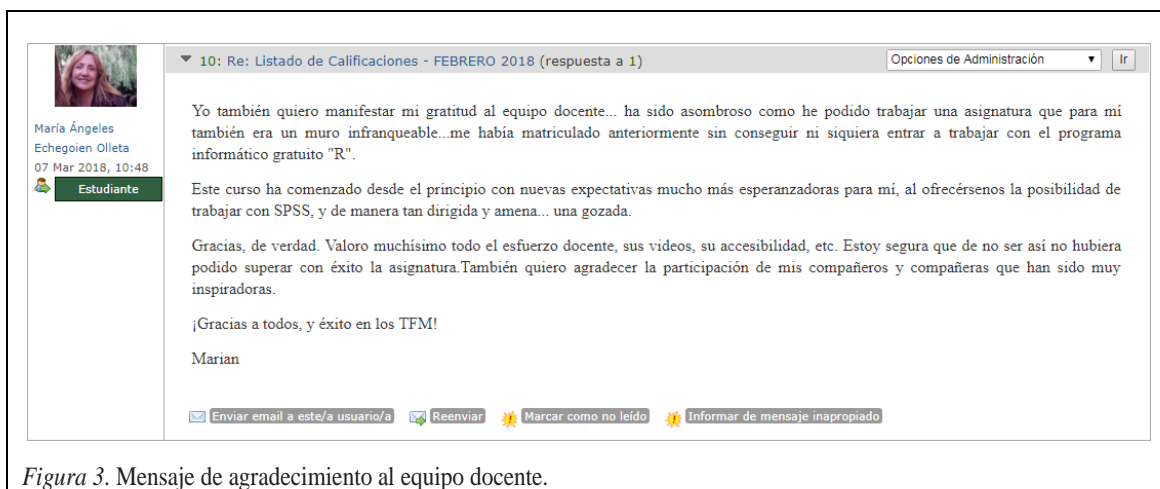 María Ángeles
Echegoien Olleta
07 Mar 2018, 10:48
Estudiante
10: Re: Listado de Calificaciones - FEBRERO 2018 (respuesta a 1)
Opciones de Administración
Ir
Yo también quiero manifestar mi gratitud al equipo docente... ha sido asombroso como he podido trabajar una asignatura que para mí
también era un muro infranqueable...me había matriculado anteriormente sin conseguir ni siquiera entrar a trabajar con el programa
informático gratuito "R".
Este curso ha comenzado desde el principio con nuevas expectativas mucho más esperanzadoras para mí, al ofrecérsenos la posibilidad de
trabajar con SPSS, y de manera tan dirigida y amena... una gozada.
Gracias, de verdad. Valoro muchísimo todo el esfuerzo docente, sus videos, su accesibilidad, etc. Estoy segura que de no ser así no hubiera
podido superar con éxito la asignatura.También quiero agradecer la participación de mis compañeros y compañeras que han sido muy
inspiradoras.
¡Gracias a todos, y éxito en los TFM!
Marian
Enviar email a este/a usuario/a Reenviar Marcar como no leído Informar de mensaje inapropiado
Figura 3. Mensaje de agradecimiento al equipo docente.